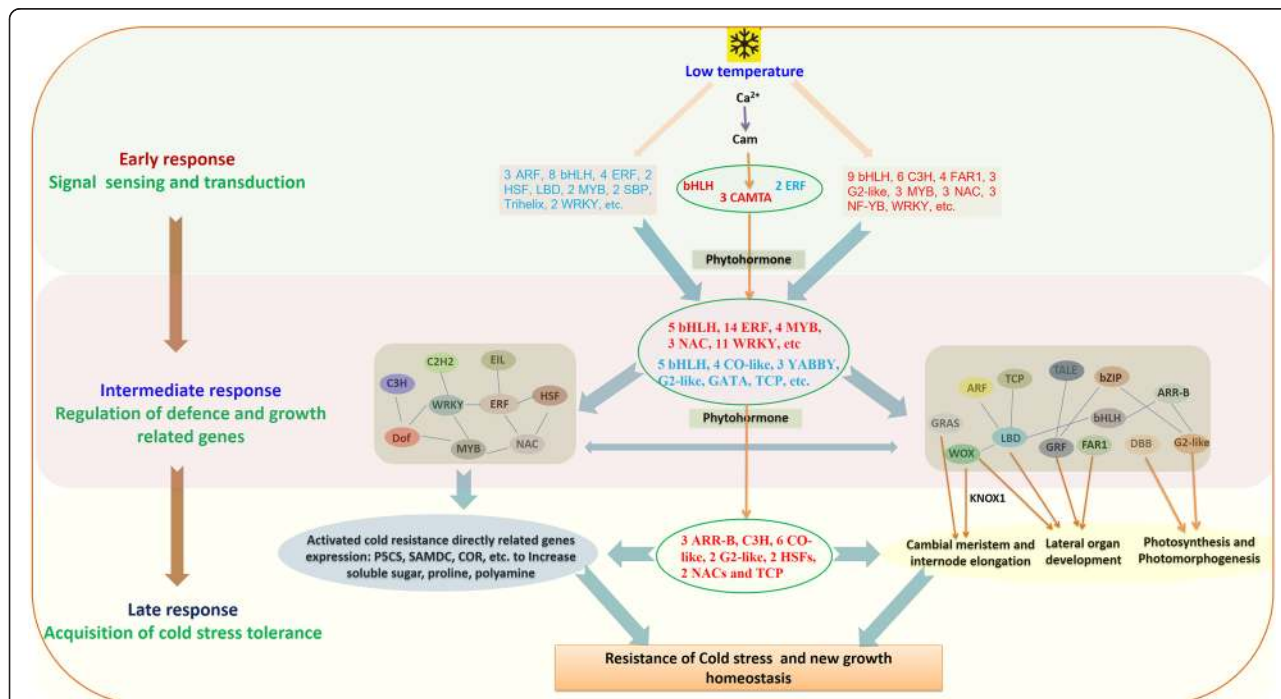 Low temperature
Ca²⁺
Cam
Early response
Signal sensing and transduction
3 ARF, 8 bHLH, 4 ERF, 2
HSF, LBD, 2 MYB, 2 SBP,
Trihelix, 2 WRKY, etc.
bHLH
2 ERF
3 CAMTA
9 bHLH, 6 C3H, 4 FAR1, 3
G2-like, 3 MYB, 3 NAC, 3
NF-YB, WRKY, etc.
Phytohormone
5 bHLH, 14 ERF, 4 MYB,
3 NAC, 11 WRKY, etc
5 bHLH, 4 CO-like, 3 YABBY,
G2-like, GATA, TCP, etc.
Intermediate response
Regulation of defence and growth
related genes
C2H2
EIL
C3H
WRKY
ERF
HSF
Dof
MYB
NAC
Phytohormone
TCP
TALE
bZIP
ARF
ARR-B
GRAS
bHLH
LBD
WOX
GRF
FAR1
DBB
G2-like
KNOX1
Activated cold resistance directly related genes
expression: P5CS, SAMDC, COR, etc. to Increase
soluble sugar, proline, polyamine
3 ARR-B, C3H, 6 CO-
like, 2 G2-like, 2 HSFs,
2 NACs and TCP
Cambial meristem and
internode elongation
Lateral organ
development
Photosynthesis and
Photomorphogenesis
Late response
Acquisition of cold stress tolerance
Resistance of Cold stress and new growth
homeostasis